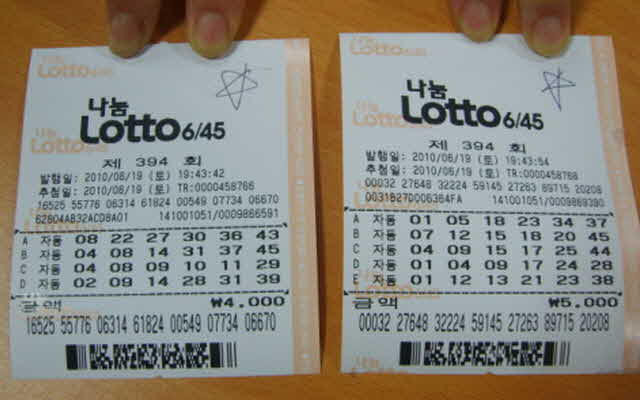 나눔
Lotto 6/45
제 394 회
발행일: 2010/06/19 (토) 19:43:42
추첨일: 2010/06/19 (토) TR:0000458766
16525 55776 06314 61824 00549 07734 06670
62804AB32ACD8A01 141001051/0009866591
A 자동 08 22 27 30 36 43
B 자동 04 08 14 31 37 45
C 자동 04 08 09 10 11 29
D 자동 02 09 14 28 31 39
금액 ₩4,000
16525 55776 06314 61824 00549 07734 06670
나눔
Lotto 6/45
제 394 회
발행일: 2010/06/19 (토) 19:43:54
추첨일: 2010/06/19 (토) TR:0000458768
00032 27648 32224 59145 27263 89715 20208
0031627D006364FA 141001051/0009869390
A 자동 01 05 18 23 34 37
B 자동 07 12 15 18 20 45
C 자동 04 09 15 17 25 44
D 자동 01 04 09 17 24 28
E 자동 01 12 13 21 23 38
금액 ₩5,000
00032 27648 32224 59145 27263 89715 20208